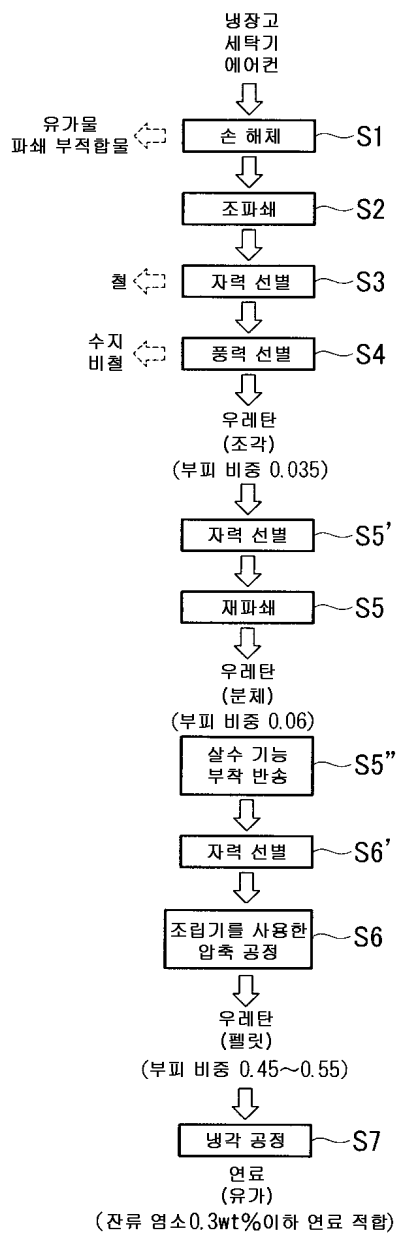 냉장고
세탁기
에어컨
유가물
파쇄 부적합물
손 해체
S1
조파쇄
S2
철
자력 선별
S3
수지
비철
풍력 선별
S4
우레탄
(조각)
(부피 비중 0.035)
자력 선별
S5'
재파쇄
S5
우레탄
(분체)
(부피 비중 0.06)
살수 기능
부착 반송
S5"
자력 선별
S6'
조립기를 사용한
압축 공정
S6
우레탄
(펠릿)
(부피 비중 0.45~0.55)
냉각 공정
S7
연료
(유가)
(잔류 염소0.3wt%이하 연료 적합)